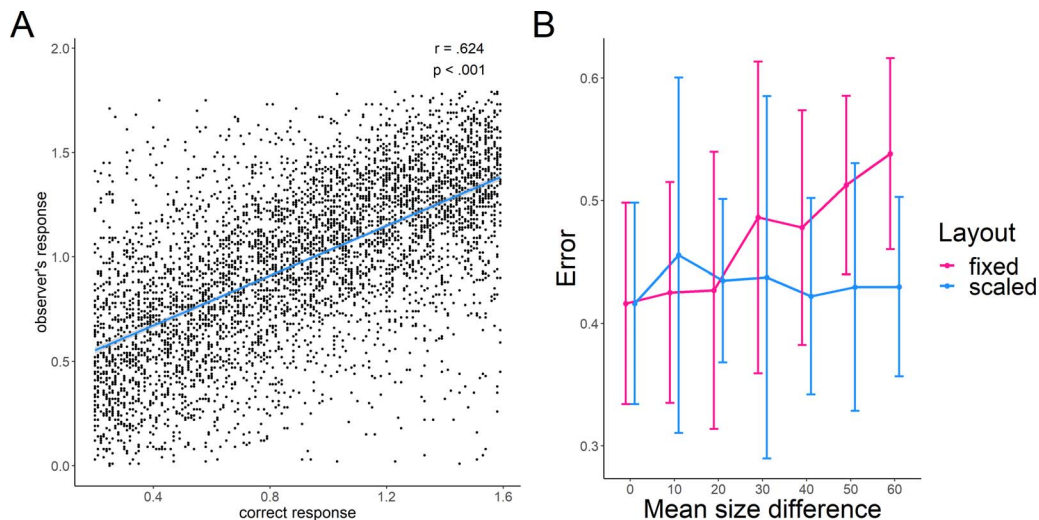 A
2.0
1.5
1.0
0.5
0.0
observer's response
r = .624
p < .001
0.4 0.8 1.2 1.6
correct response
B
0.6
0.5
0.4
0.3
Error
0 10 20 30 40 50 60
Mean size difference
Layout
fixed
scaled